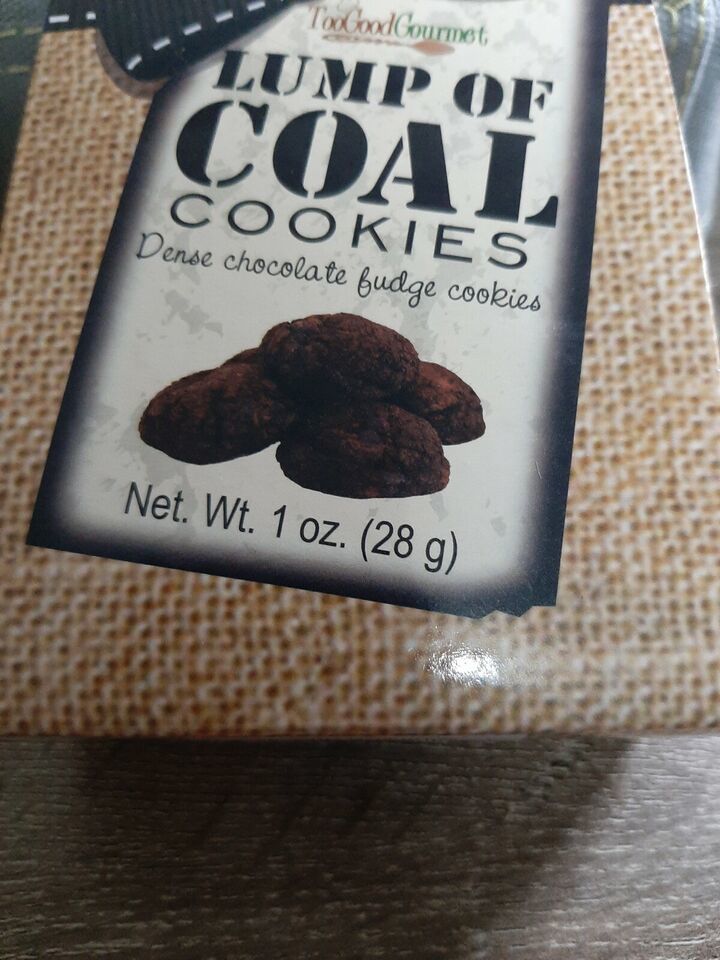 TooGoodGourmet
LUMP OF
COAL
COOKIES
Dense chocolate fudge cookies
Net. Wt. 1 oz. (28 g)